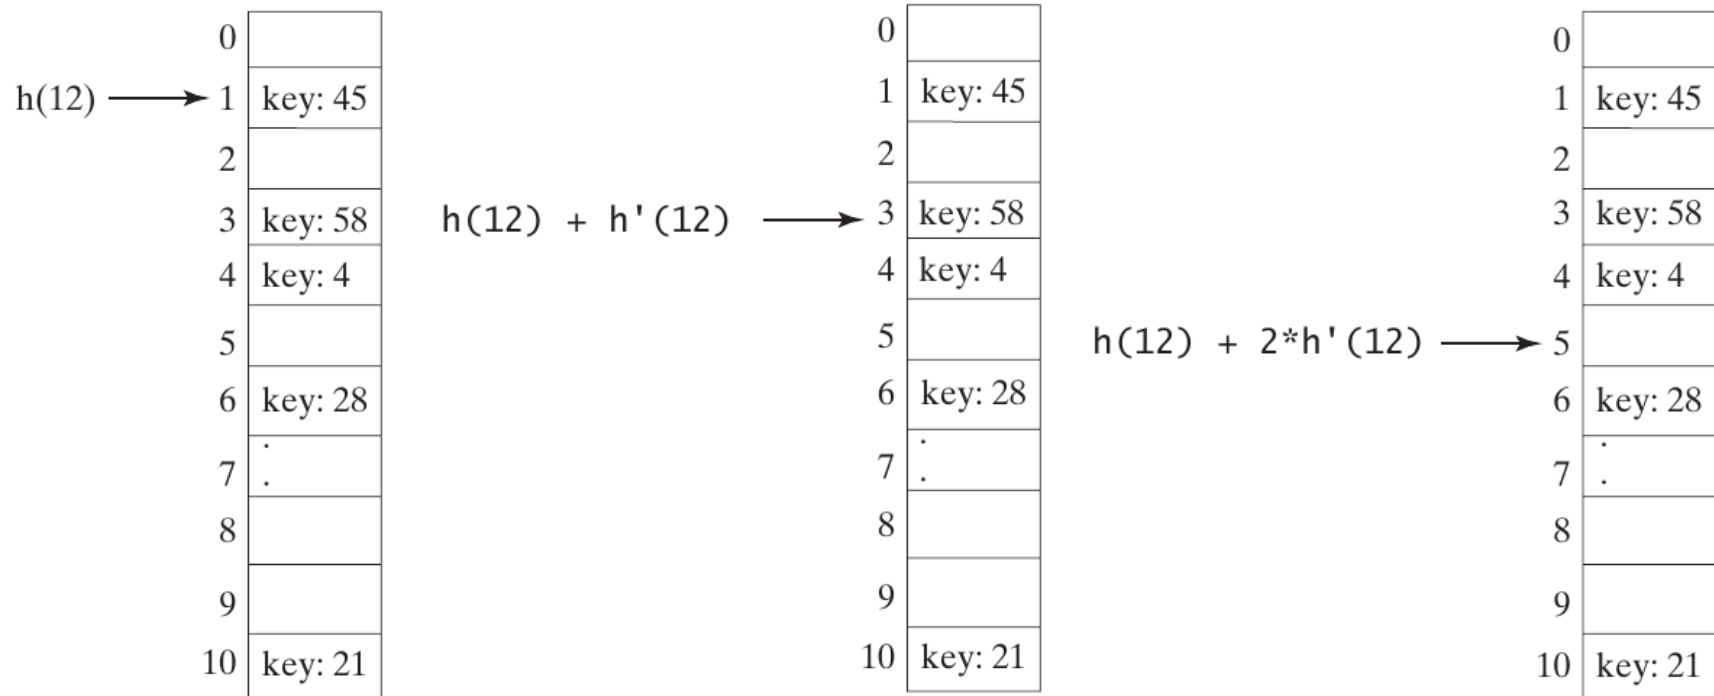 0
h(12) 1 key: 45
2
3 key: 58
4 key: 4
5
6 key: 28
7 :
8
9
10 key: 21
0
1 key: 45
2
h(12) + h'(12) 3 key: 58
4 key: 4
5
6 key: 28
7 :
8
9
10 key: 21
0
1 key: 45
2
3 key: 58
4 key: 4
h(12) + 2*h'(12) 5
6 key: 28
7 :
8
9
10 key: 21